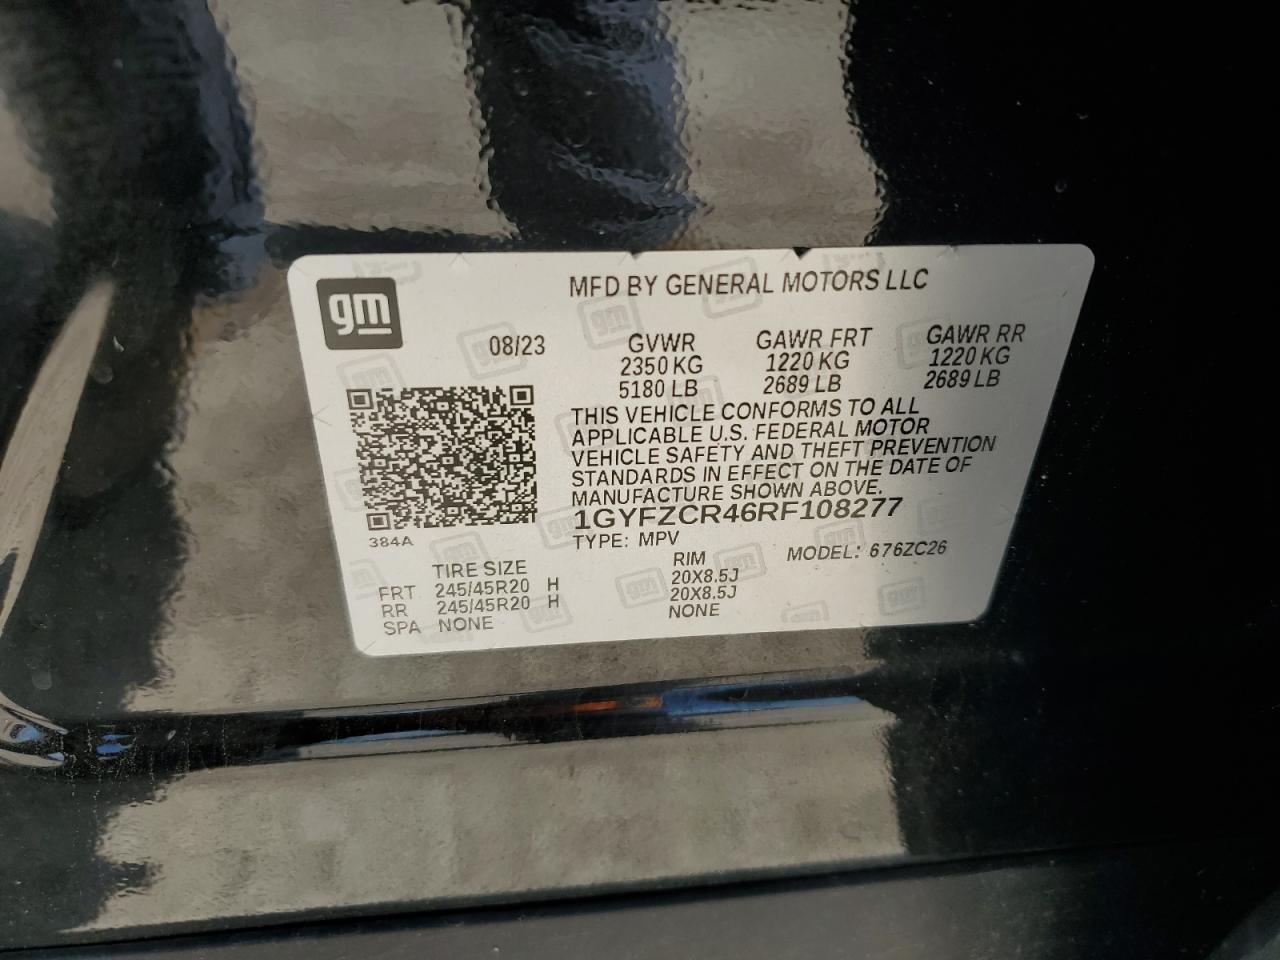 gm
MFD BY GENERAL MOTORS LLC
08/23
GVWR GAWR FRT GAWR RR
2350 KG 1220 KG 1220 KG
5180 LB 2689 LB 2689 LB
THIS VEHICLE CONFORMS TO ALL
APPLICABLE U.S. FEDERAL MOTOR
VEHICLE SAFETY AND THEFT PREVENTION
STANDARDS IN EFFECT ON THE DATE OF
MANUFACTURE SHOWN ABOVE.
1GYFZCR46RF108277
384A
TYPE: MPV MODEL: 676ZC26
TIRE SIZE RIM
FRT 245/45R20 H 20X8.5J
RR 245/45R20 H 20X8.5J
SPA NONE NONE